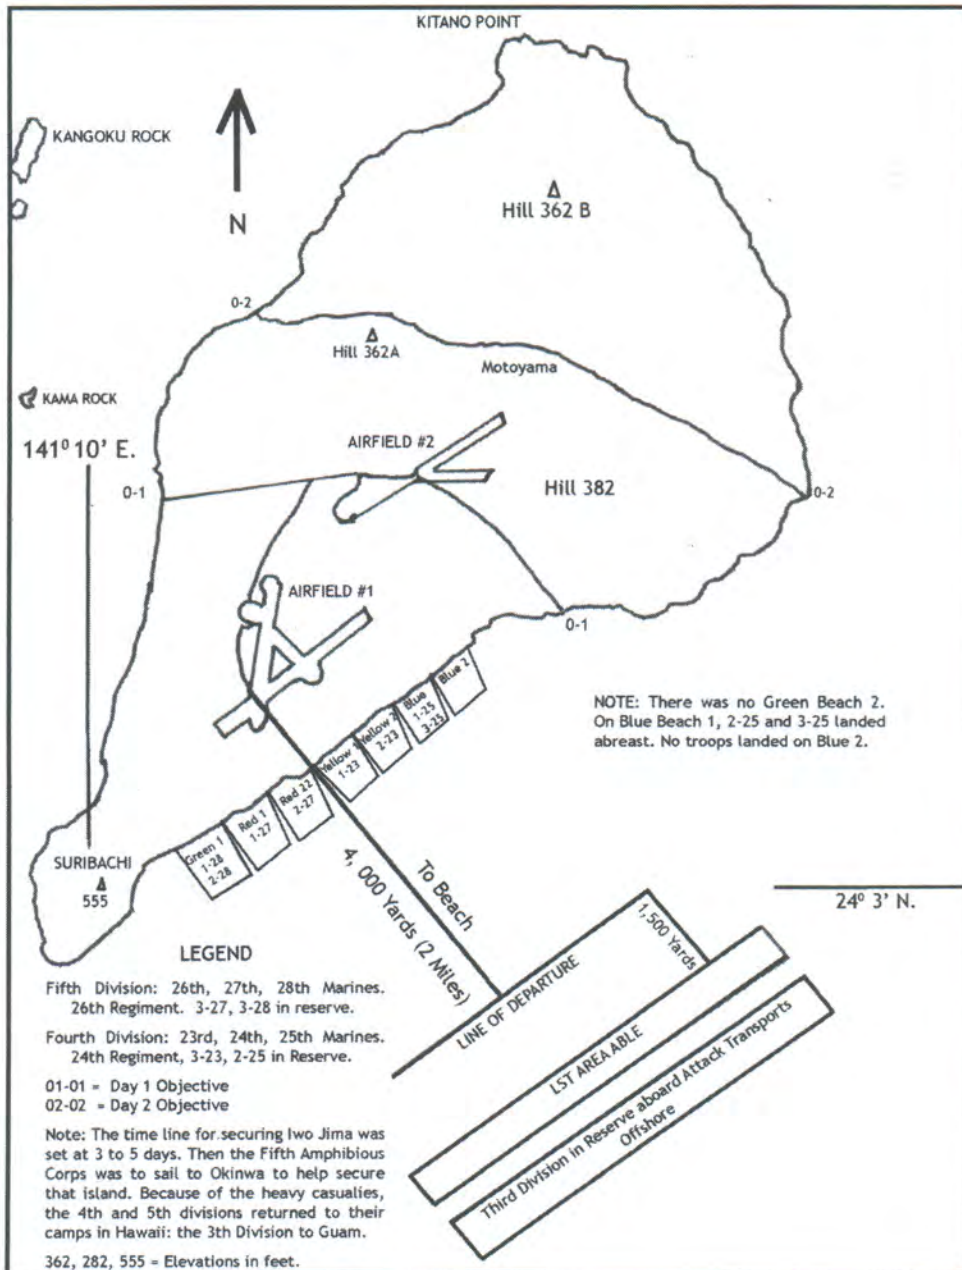 KITANO POINT
KANGOKU ROCK
N
Hill 362 B
0-2
Hill 362A
Motoyama
KAMA ROCK
141⁰ 10' E.
AIRFIELD #2
0-1
Hill 382
0-2
AIRFIELD #1
0-1
NOTE: There was no Green Beach 2.
On Blue Beach 1, 2-25 and 3-25 landed
abreast. No troops landed on Blue 2.
Blue 2
Blue
1-25
3-25
Yellow 2
2-23
Yellow 1
1-23
Red 22
2-27
Red 1
1-27
Green 1
1-28
2-28
SURIBACHI
555
24⁰ 3' N.
To Beach
4, 000 Yards (2 Miles)
1,500 Yards
LINE OF DEPARTURE
LST AREA ABLE
Third Division in Reserve aboard Attack Transports
Offshore
LEGEND
Fifth Division: 26th, 27th, 28th Marines.
26th Regiment. 3-27, 3-28 in reserve.
Fourth Division: 23rd, 24th, 25th Marines.
24th Regiment, 3-23, 2-25 in Reserve.
01-01 = Day 1 Objective
02-02 = Day 2 Objective
Note: The time line for securing Iwo Jima was
set at 3 to 5 days. Then the Fifth Amphibious
Corps was to sail to Okinwa to help secure
that island. Because of the heavy casualies,
the 4th and 5th divisions returned to their
camps in Hawaii: the 3th Division to Guam.
362, 282, 555 = Elevations in feet.